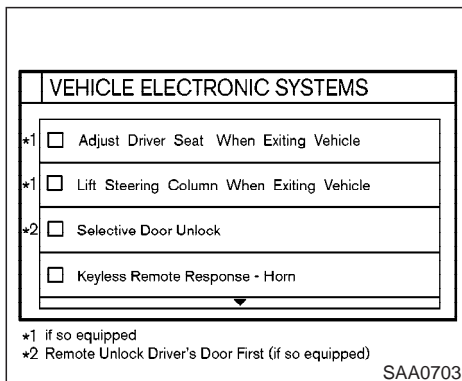 VEHICLE ELECTRONIC SYSTEMS
*1 Adjust Driver Seat When Exiting Vehicle
*1 Lift Steering Column When Exiting Vehicle
*2 Selective Door Unlock
Keyless Remote Response - Horn
*1 if so equipped
*2 Remote Unlock Driver's Door First (if so equipped)
SAA0703